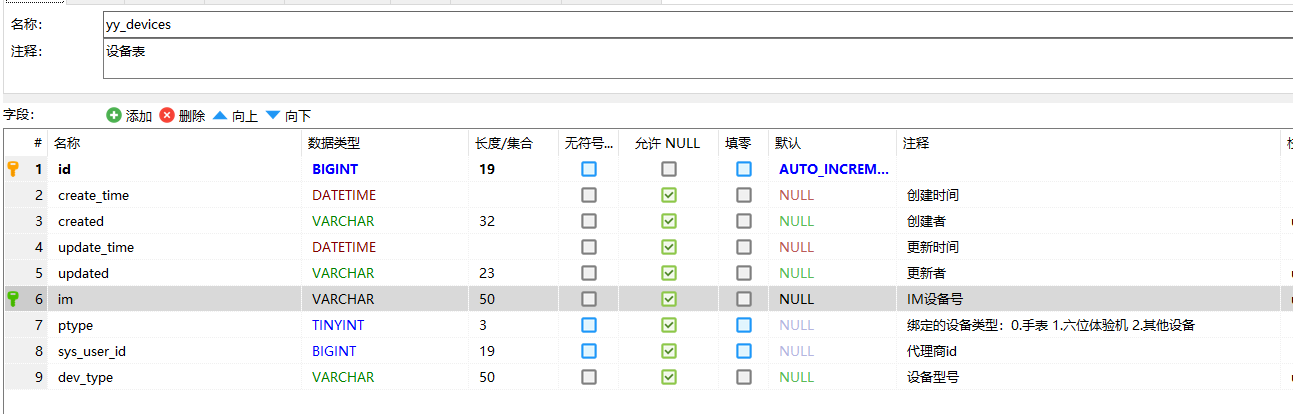 名称: yy_devices
注释: 设备表
字段: 添加 删除 向上 向下
# 名称 数据类型 长度/集合 无符号... 允许 NULL 填零 默认 注释
1 id BIGINT 19 AUTO_INCREM...
2 create_time DATETIME NULL 创建时间
3 created VARCHAR 32 NULL 创建者
4 update_time DATETIME NULL 更新时间
5 updated VARCHAR 23 NULL 更新者
6 im VARCHAR 50 NULL IM设备号
7 ptype TINYINT 3 NULL 绑定的设备类型：0.手表 1.六位体验机 2.其他设备
8 sys_user_id BIGINT 19 NULL 代理商id
9 dev_type VARCHAR 50 NULL 设备型号